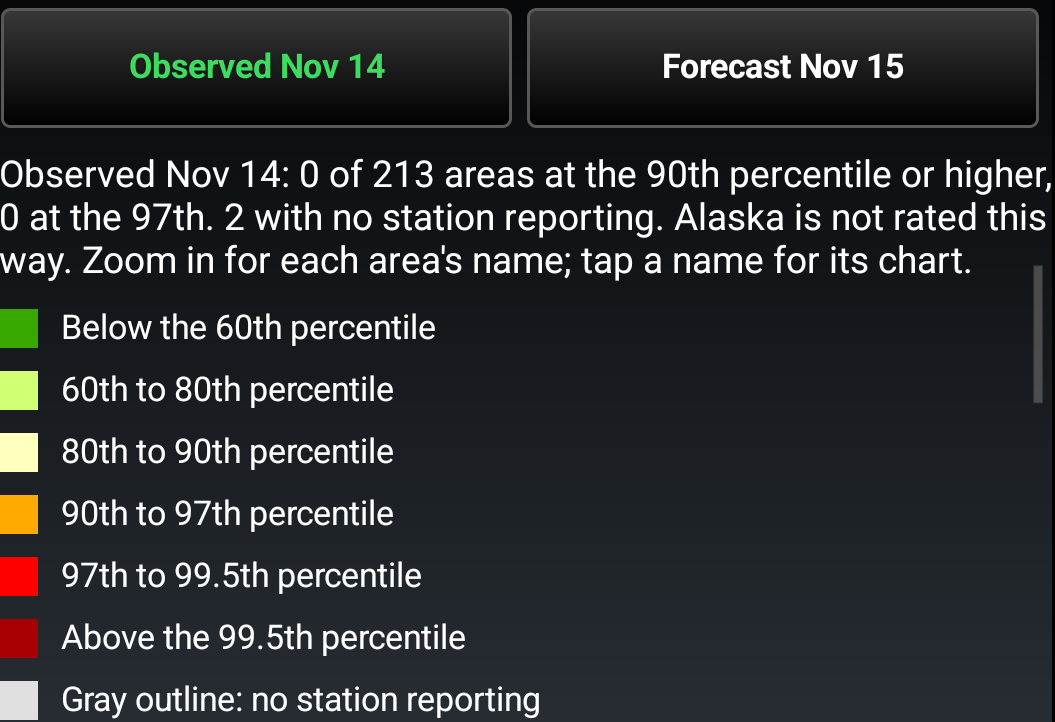 Observed Nov 14
Forecast Nov 15
Observed Nov 14: 0 of 213 areas at the 90th percentile or higher,
0 at the 97th. 2 with no station reporting. Alaska is not rated this
way. Zoom in for each area's name; tap a name for its chart.
Below the 60th percentile
60th to 80th percentile
80th to 90th percentile
90th to 97th percentile
97th to 99.5th percentile
Above the 99.5th percentile
Gray outline: no station reporting